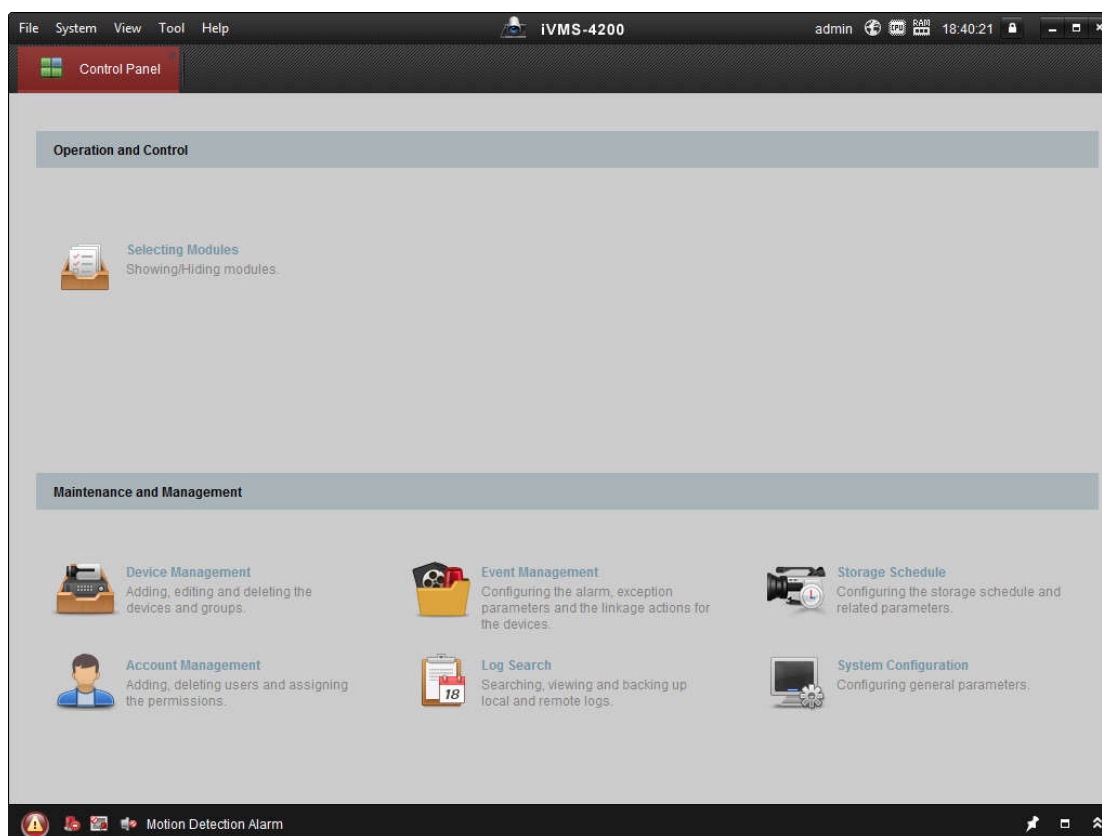 File System View Tool Help iVMS-4200 admin CPU RAM 18:40:21
Control Panel
Operation and Control
Selecting Modules
Showing/Hiding modules.
Maintenance and Management
Device Management
Adding, editing and deleting the
devices and groups.
Event Management
Configuring the alarm, exception
parameters and the linkage actions for
the devices.
Storage Schedule
Configuring the storage schedule and
related parameters.
Account Management
Adding, deleting users and assigning
the permissions.
18
Log Search
Searching, viewing and backing up
local and remote logs.
System Configuration
Configuring general parameters.
Motion Detection Alarm